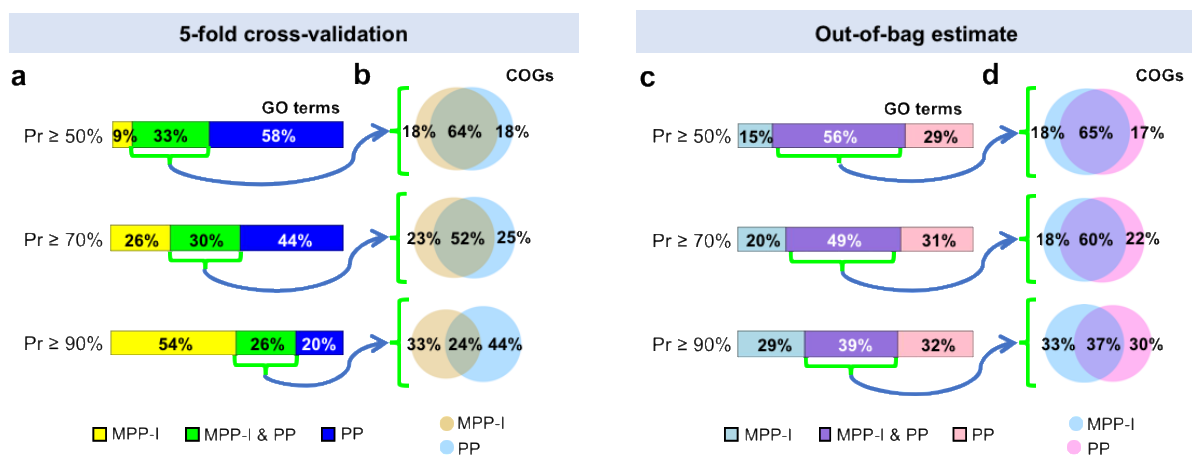 5-fold cross-validation
Out-of-bag estimate
a
b
COGs
GO terms
Pr ≥ 50%
9% 33% 58%
18% 64% 18%
Pr ≥ 70%
26% 30% 44%
23% 52% 25%
Pr ≥ 90%
54% 26% 20%
33% 24% 44%
MPP-I MPP-I & PP PP
MPP-I
PP
c
d
COGs
GO terms
Pr ≥ 50%
15% 56% 29%
18% 65% 17%
Pr ≥ 70%
20% 49% 31%
18% 60% 22%
Pr ≥ 90%
29% 39% 32%
33% 37% 30%
MPP-I MPP-I & PP PP
MPP-I
PP